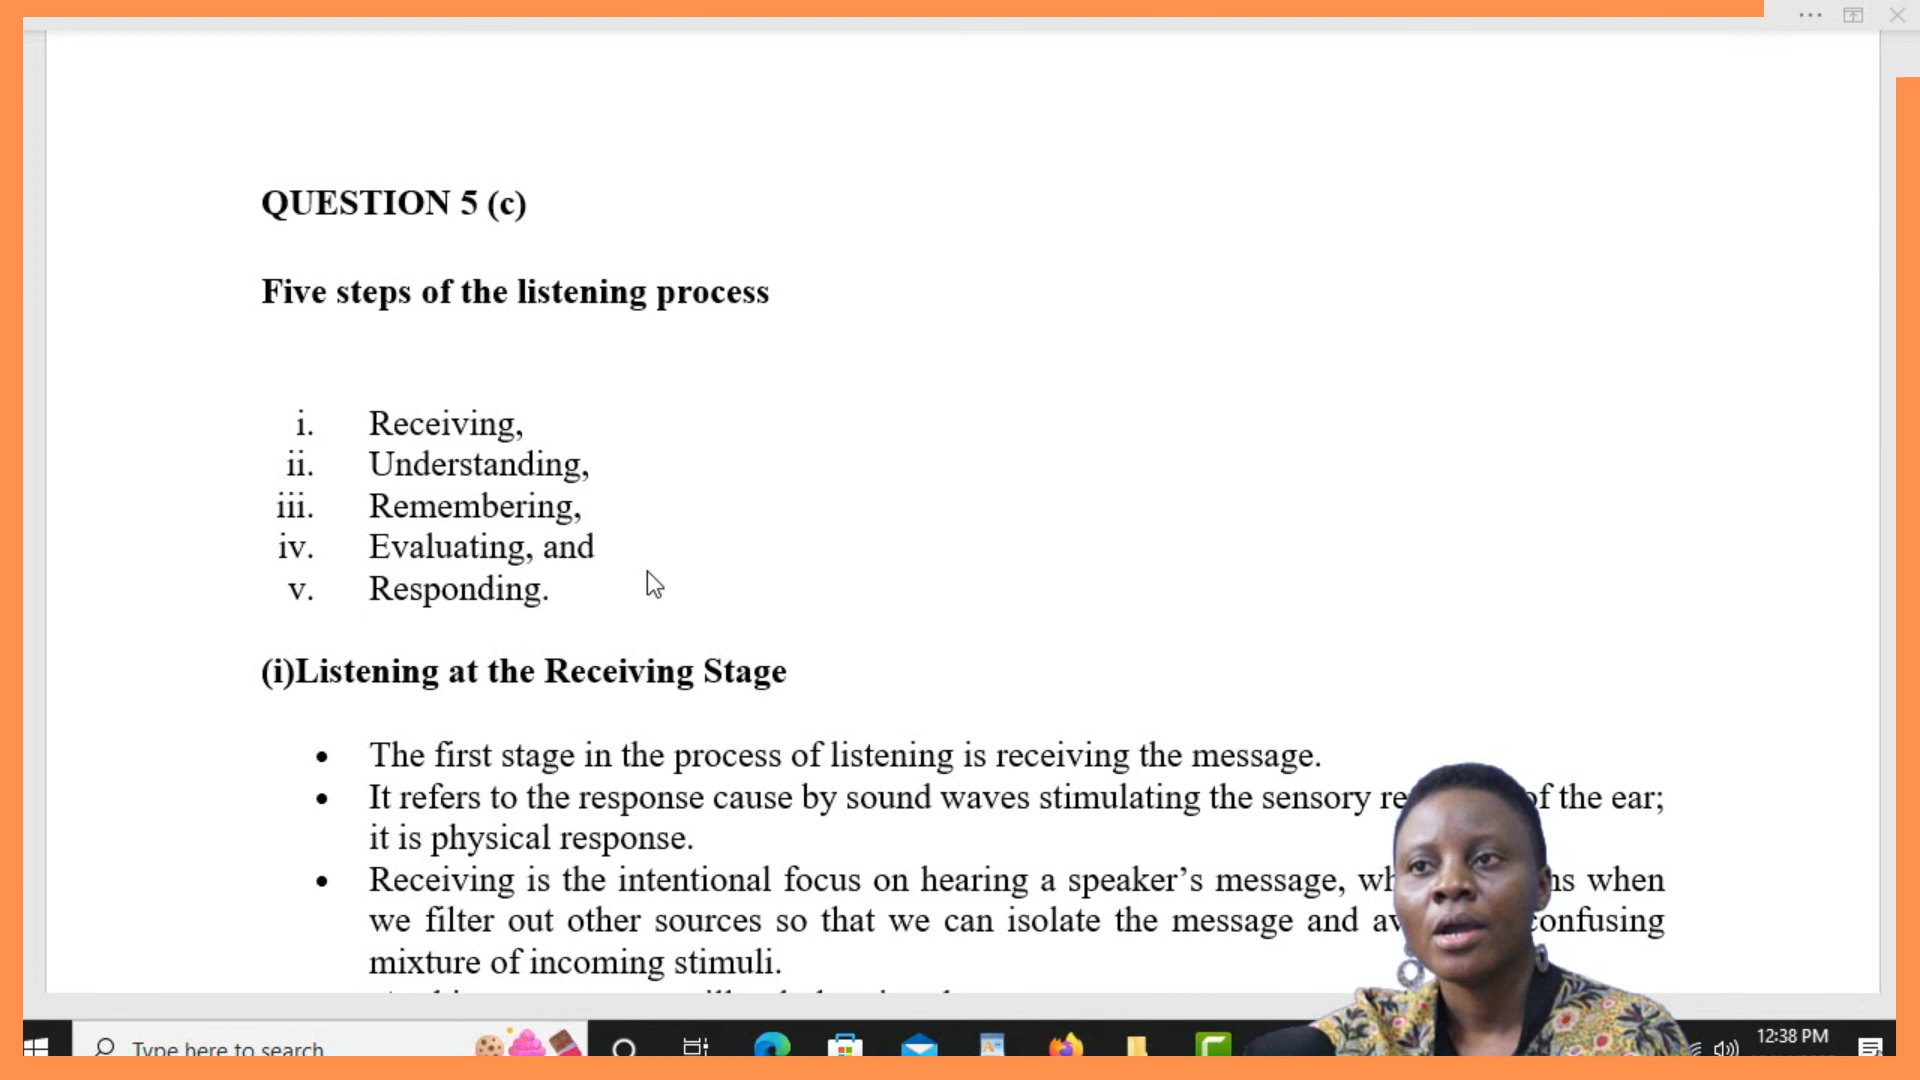 QUESTION 5 (c)
Five steps of the listening process
i. Receiving,
ii. Understanding,
iii. Remembering,
iv. Evaluating, and
v. Responding.
(i)Listening at the Receiving Stage
• The first stage in the process of listening is receiving the message.
• It refers to the response cause by sound waves stimulating the sensory of the ear;
it is physical response.
• Receiving is the intentional focus on hearing a speaker’s message, when
we filter out other sources so that we can isolate the message and confusing
mixture of incoming stimuli.
Type here to search
12:38 PM